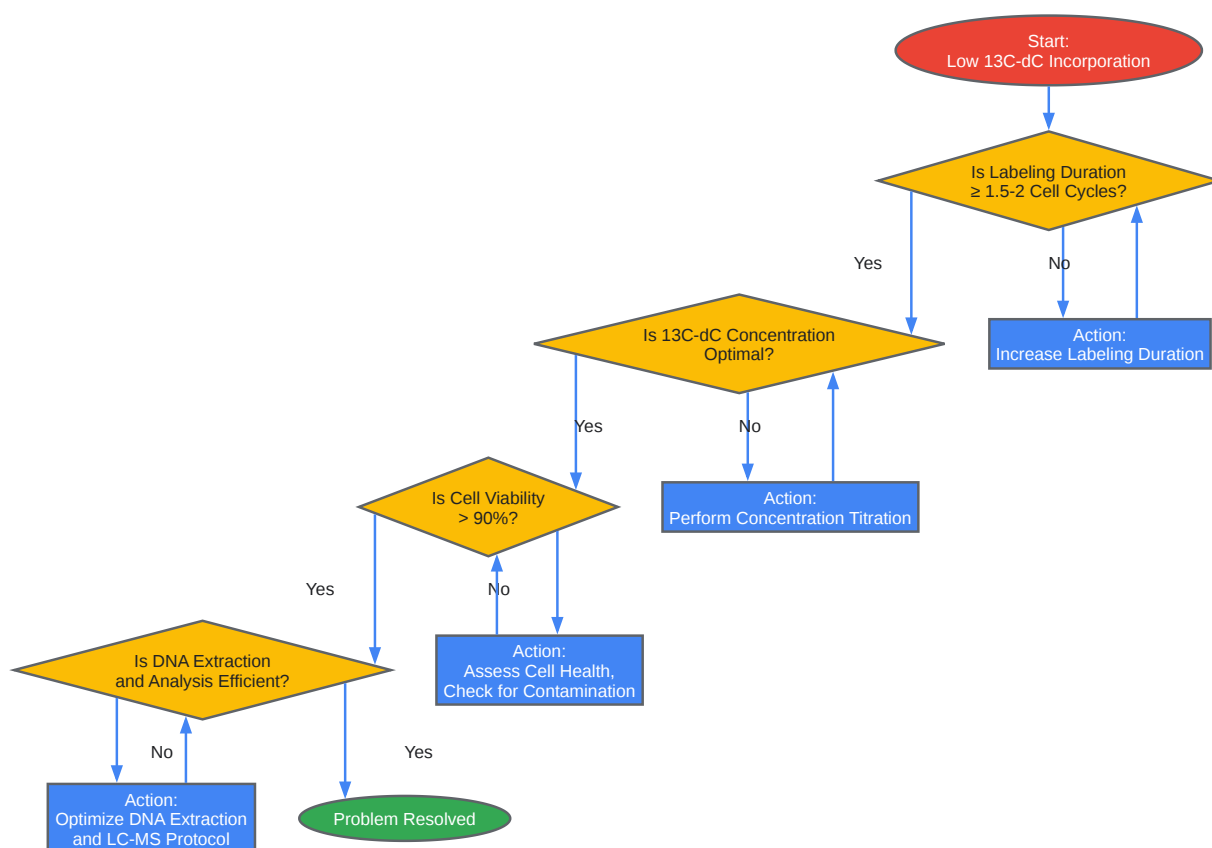 Start:
Low 13C-dC Incorporation
Is Labeling Duration
≥ 1.5-2 Cell Cycles?
Yes
No
Action:
Increase Labeling Duration
Is 13C-dC Concentration
Optimal?
Yes
No
Action:
Perform Concentration Titration
Is Cell Viability
> 90%?
Yes
No
Action:
Assess Cell Health,
Check for Contamination
Is DNA Extraction
and Analysis Efficient?
No
Yes
Action:
Optimize DNA Extraction
and LC-MS Protocol
Problem Resolved